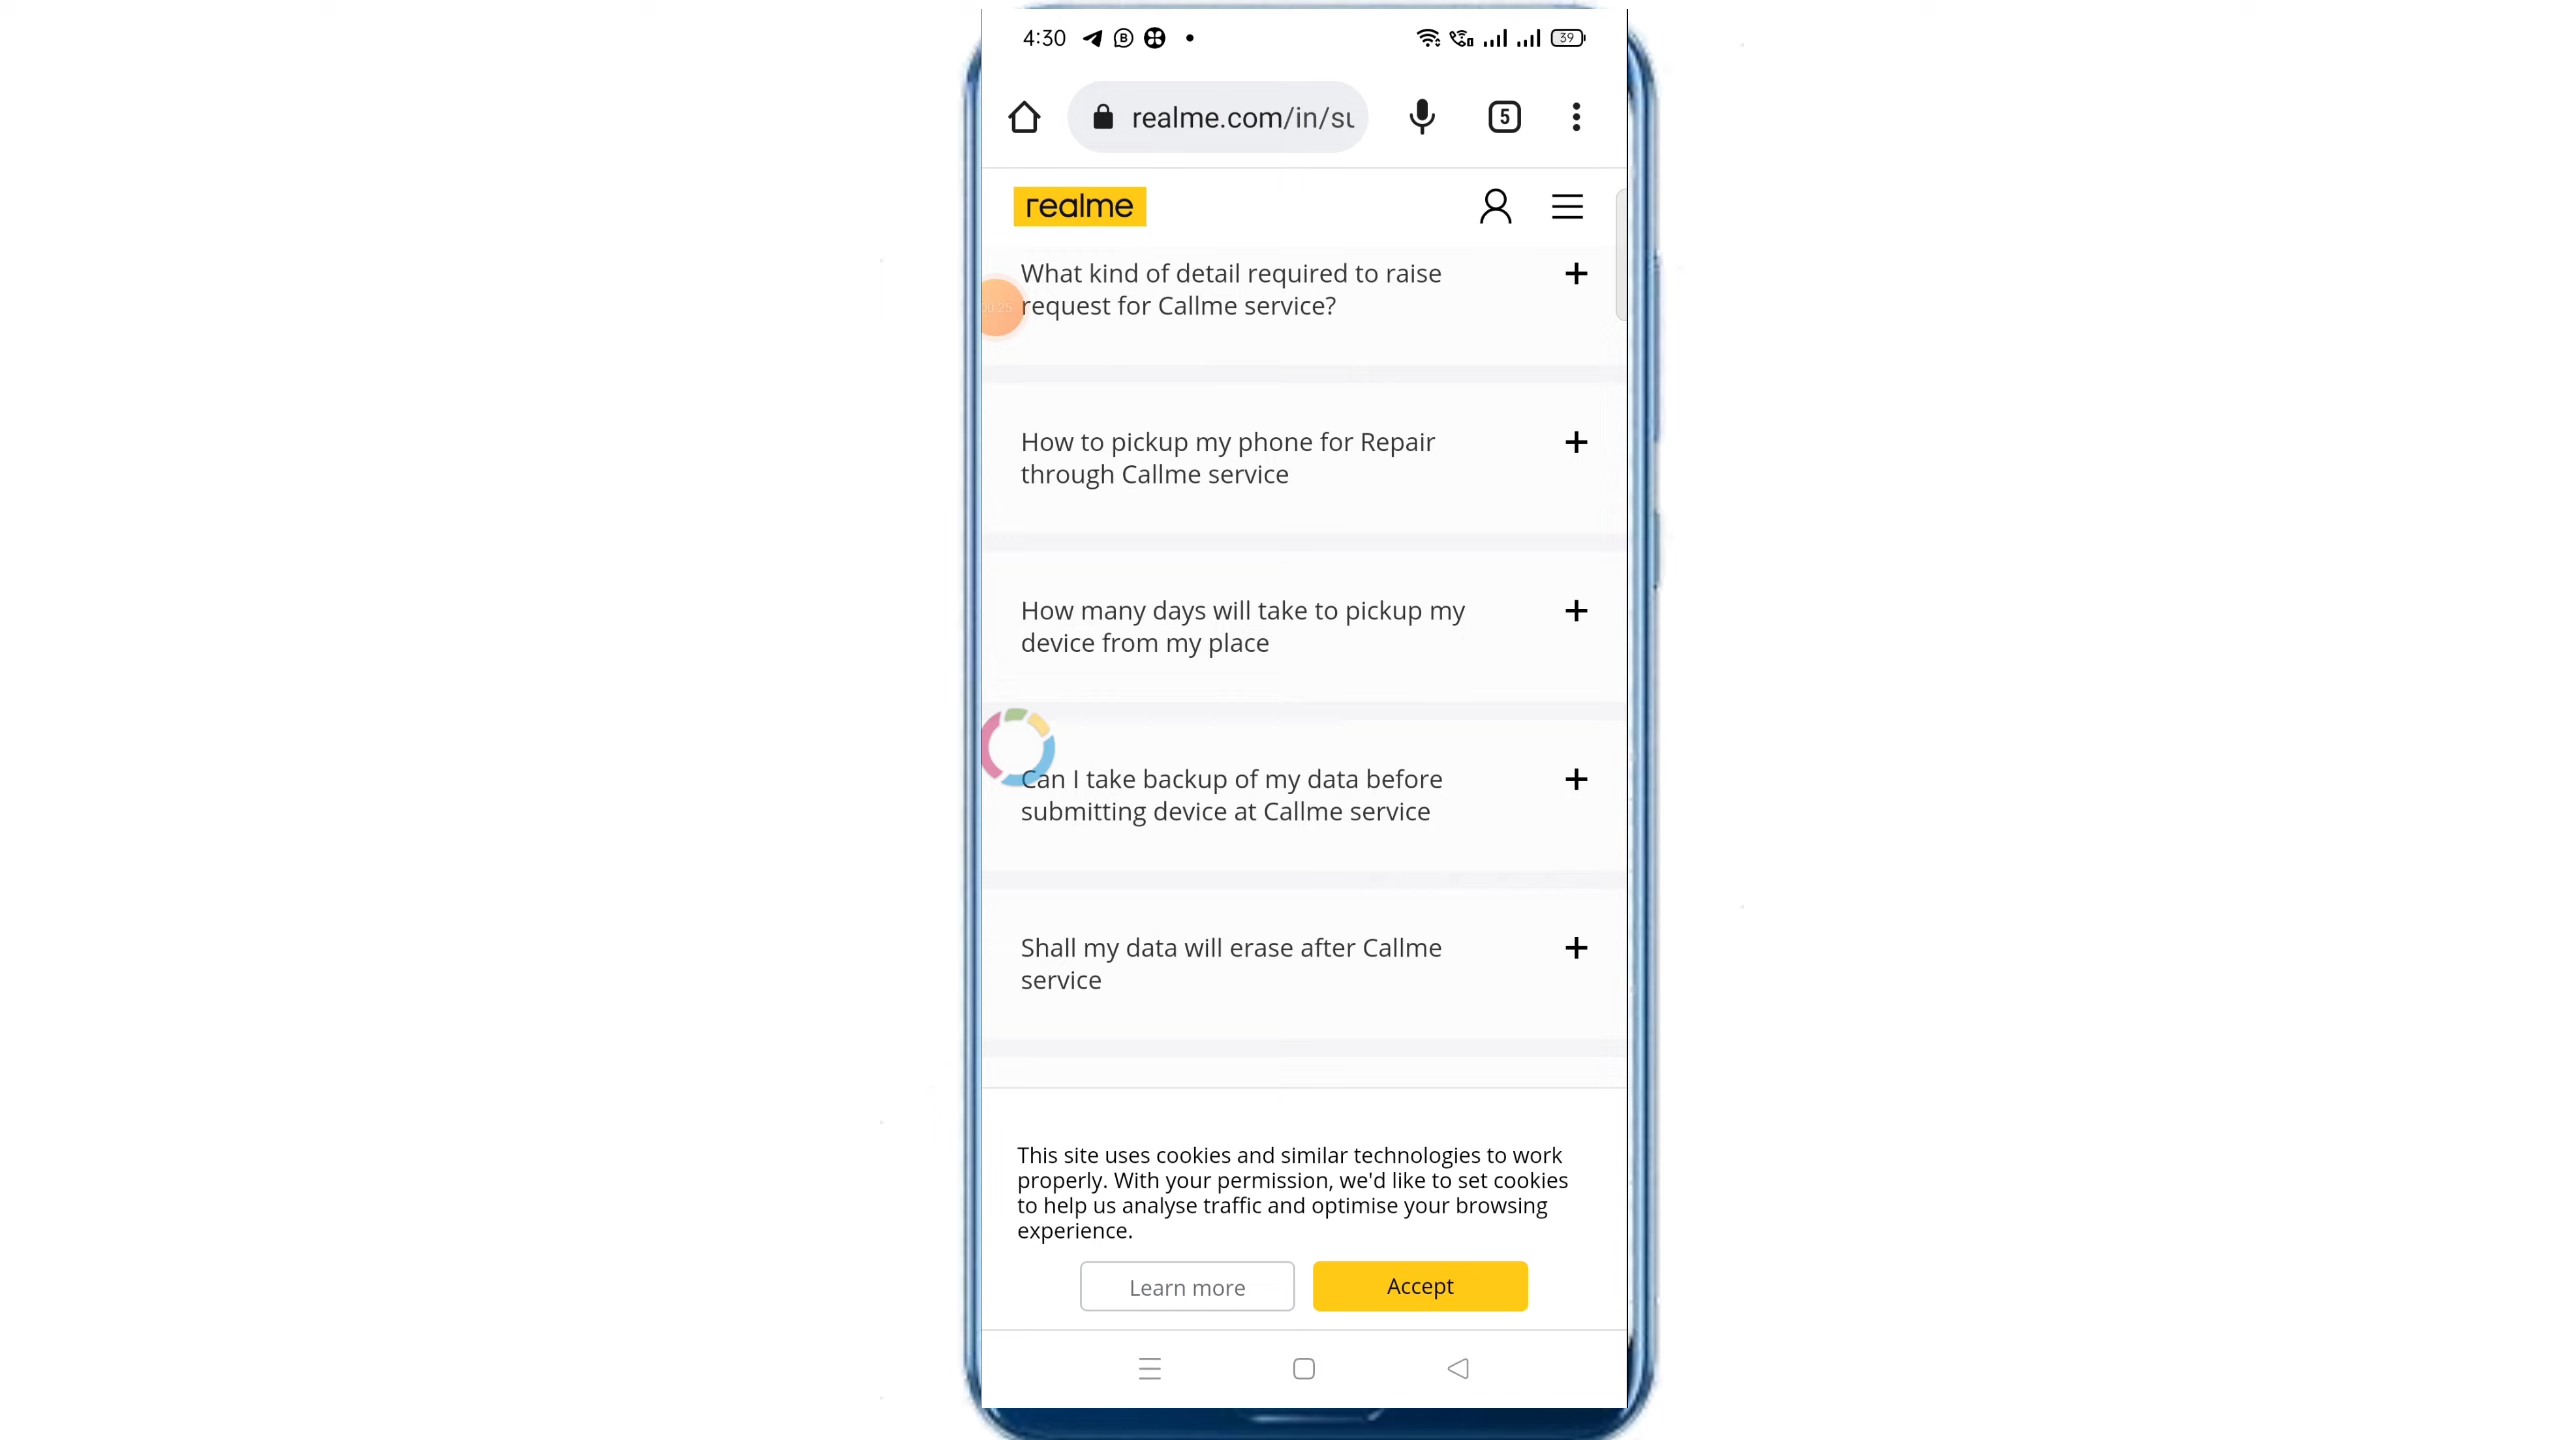 4:30
39
realme.com/in/su
5
realme
What kind of detail required to raise
request for Callme service?
00:25
How to pickup my phone for Repair
through Callme service
How many days will take to pickup my
device from my place
Can I take backup of my data before
submitting device at Callme service
Shall my data will erase after Callme
service
This site uses cookies and similar technologies to work
properly. With your permission, we'd like to set cookies
to help us analyse traffic and optimise your browsing
experience.
Learn more
Accept